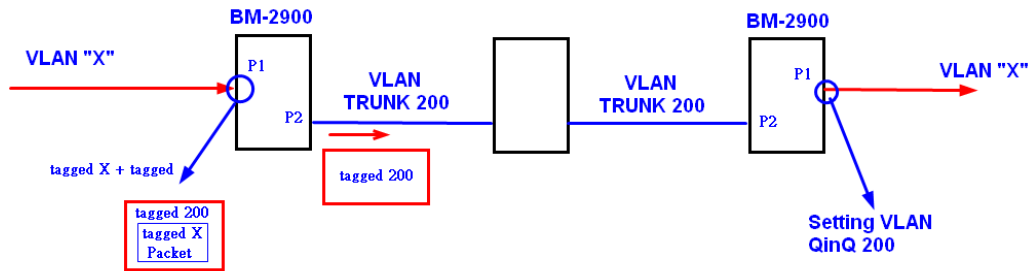 BM-2900
BM-2900
VLAN "X"
P1
VLAN
TRUNK 200
VLAN
TRUNK 200
P1
VLAN "X"
P2
P2
tagged X + tagged
tagged 200
tagged 200
tagged X
Packet
Setting VLAN
QinQ 200